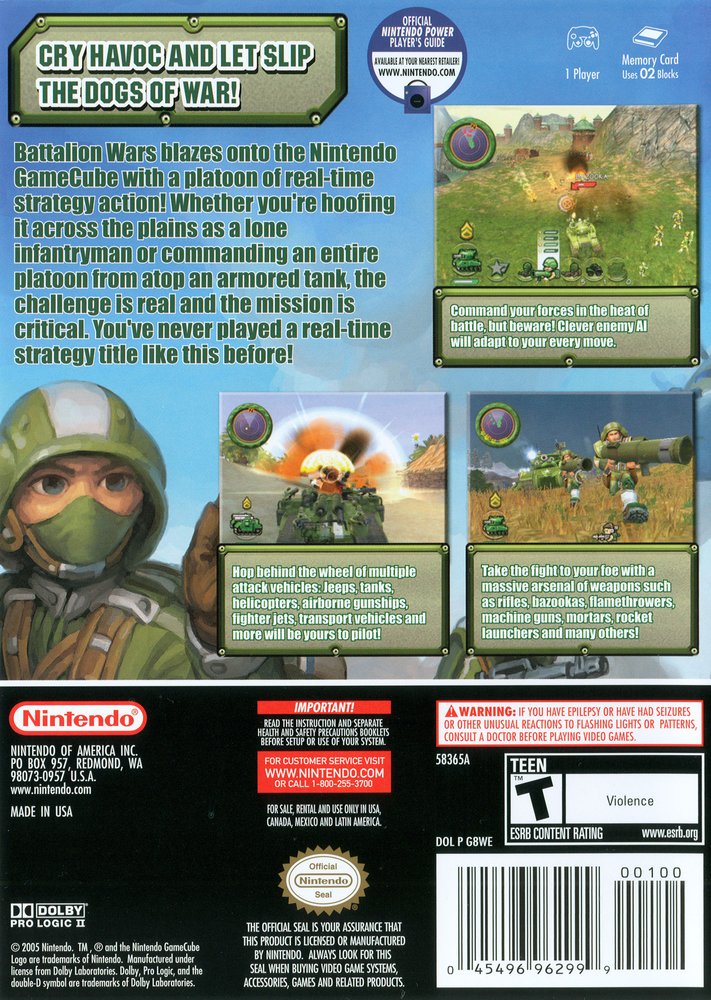 CRY HAVOC AND LET SLIP
THE DOGS OF WAR!
OFFICIAL
NINTENDO POWER
PLAYER'S GUIDE
AVAILABLE AT YOUR NEAREST RETAILER!
WWW.NINTENDO.COM
1 Player
Memory Card
Uses 02 Blocks
Battalion Wars blazes onto the Nintendo
GameCube with a platoon of real-time
strategy action! Whether you're hoofing
it across the plains as a lone
infantryman or commanding an entire
platoon from atop an armored tank, the
challenge is real and the mission is
critical. You've never played a real-time
strategy title like this before!
Command your forces in the heat of
battle, but beware! Clever enemy AI
will adapt to your every move.
Hop behind the wheel of multiple
attack vehicles: Jeeps, tanks,
helicopters, airborne gunships,
fighter jets, transport vehicles and
more will be yours to pilot!
Take the fight to your foe with a
massive arsenal of weapons such
as rifles, bazookas, flamethrowers,
machine guns, mortars, rocket
launchers and many others!
Nintendo®
NINTENDO OF AMERICA INC.
PO BOX 957, REDMOND, WA
98073-0957 U.S.A.
www.nintendo.com
MADE IN USA
IMPORTANT!
READ THE INSTRUCTION AND SEPARATE
HEALTH AND SAFETY PRECAUTIONS BOOKLETS
BEFORE SETUP OR USE OF YOUR SYSTEM.
FOR CUSTOMER SERVICE VISIT
WWW.NINTENDO.COM
OR CALL 1-800-255-3700
FOR SALE, RENTAL AND USE ONLY IN USA,
CANADA, MEXICO AND LATIN AMERICA.
WARNING: IF YOU HAVE EPILEPSY OR HAVE HAD SEIZURES
OR OTHER UNUSUAL REACTIONS TO FLASHING LIGHTS OR PATTERNS,
CONSULT A DOCTOR BEFORE PLAYING VIDEO GAMES.
58365A
TEEN
T
TM
Violence
ESRB CONTENT RATING www.esrb.org
DOL P G8WE
Official
Nintendo
Seal
THE OFFICIAL SEAL IS YOUR ASSURANCE THAT
THIS PRODUCT IS LICENSED OR MANUFACTURED
BY NINTENDO. ALWAYS LOOK FOR THIS
SEAL WHEN BUYING VIDEO GAME SYSTEMS,
ACCESSORIES, GAMES AND RELATED PRODUCTS.
DOLBY
PRO LOGIC II
© 2005 Nintendo. TM, ® and the Nintendo GameCube
Logo are trademarks of Nintendo. Manufactured under
license from Dolby Laboratories. Dolby, Pro Logic, and the
double-D symbol are trademarks of Dolby Laboratories.
00100
0 45496 96299 9